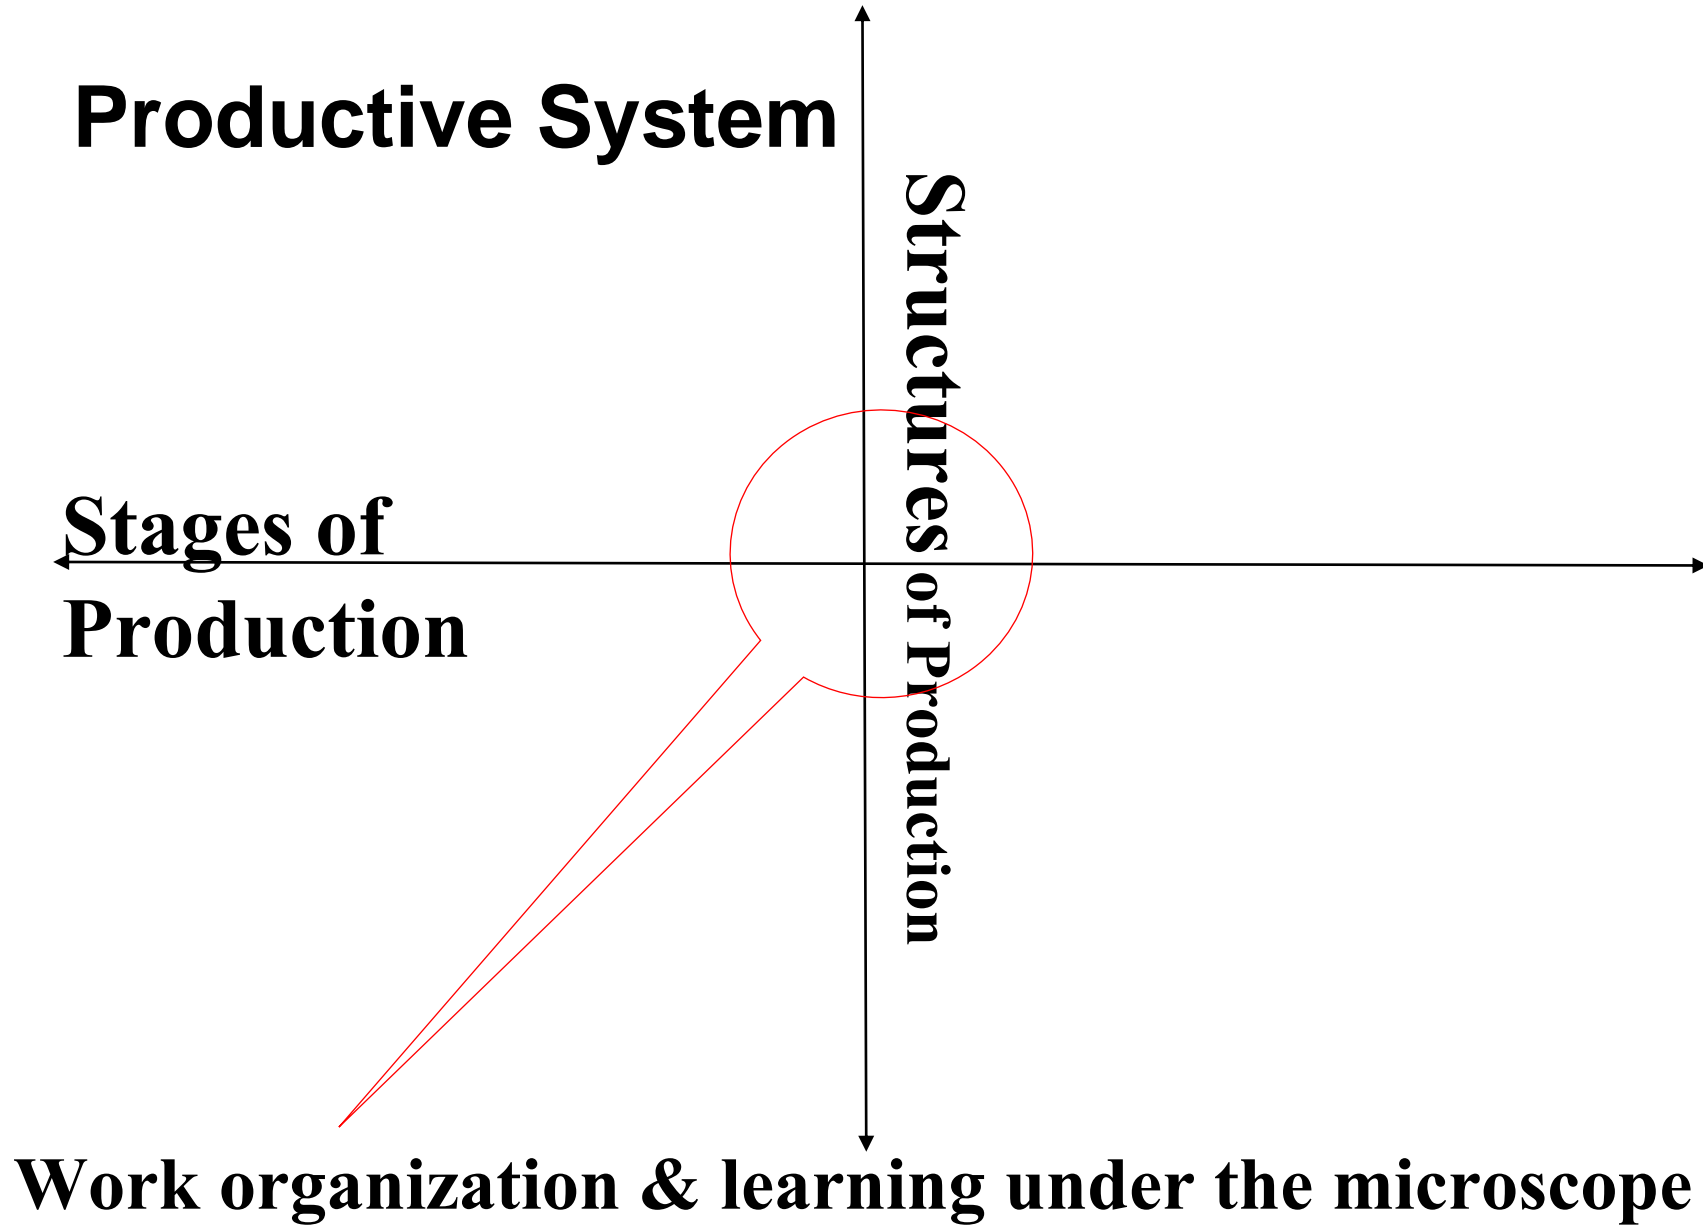 Productive System
Structures of Production
Stages of
Production
Work organization & learning under the microscope